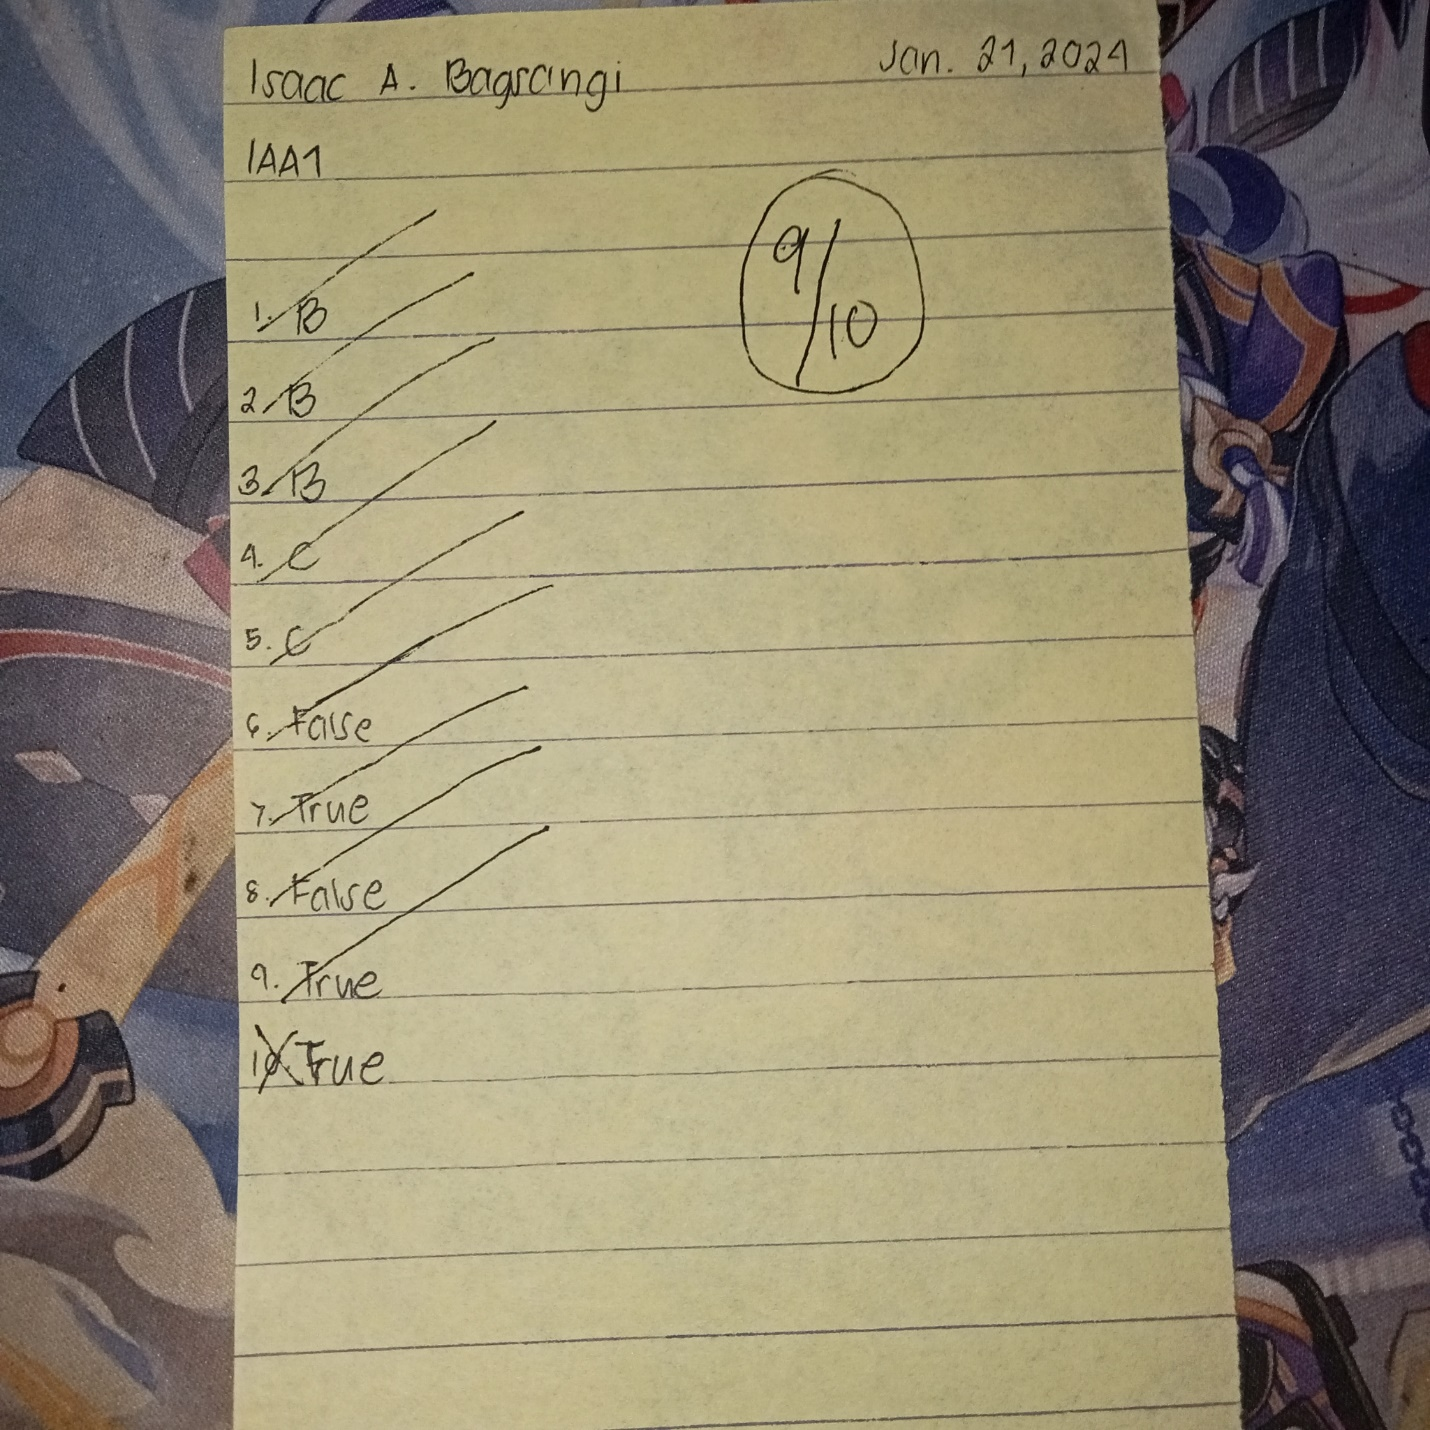 Isaac A. Bagsangi
Jan. 21, 2024
IAA1
9/10
1. B
2. B
3. B
4. C
5. C
6. False
7. True
8. False
9. True
10. True